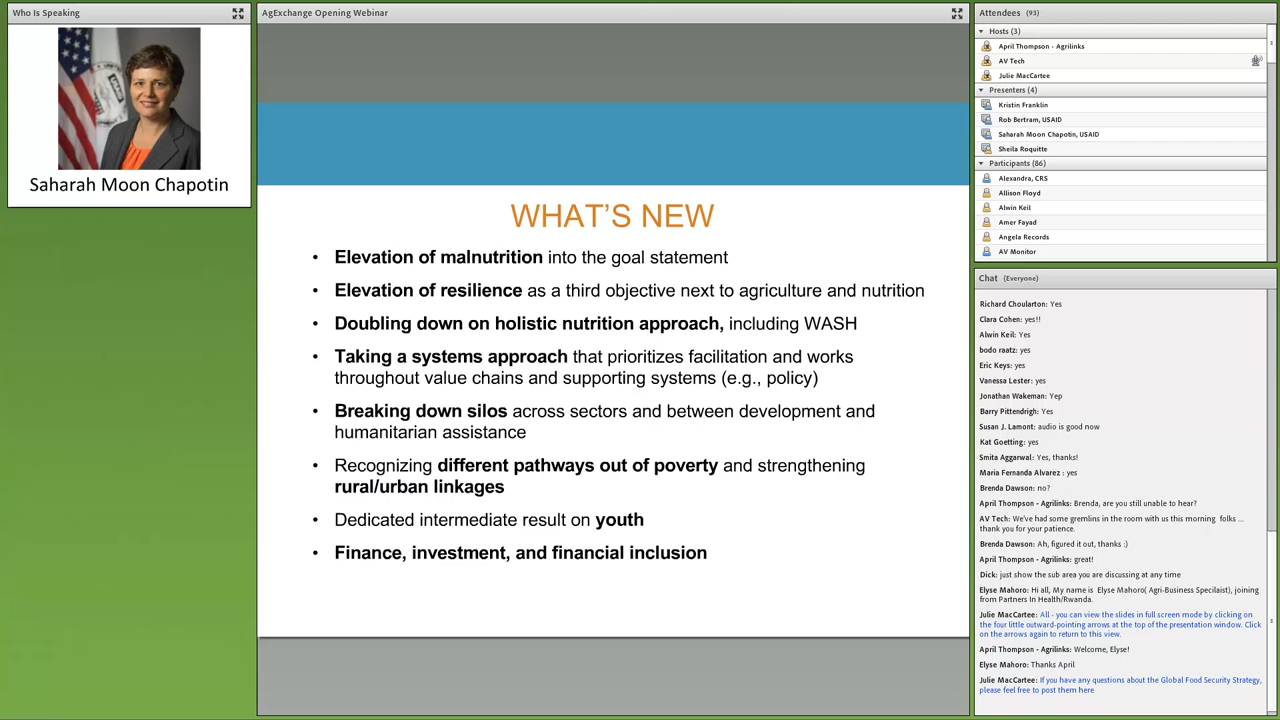 Who Is Speaking
Saharah Moon Chapotin
AgExchange Opening Webinar
WHAT'S NEW
• Elevation of malnutrition into the goal statement
• Elevation of resilience as a third objective next to agriculture and nutrition
• Doubling down on holistic nutrition approach, including WASH
• Taking a systems approach that prioritizes facilitation and works
throughout value chains and supporting systems (e.g., policy)
• Breaking down silos across sectors and between development and
humanitarian assistance
• Recognizing different pathways out of poverty and strengthening
rural/urban linkages
• Dedicated intermediate result on youth
• Finance, investment, and financial inclusion
Attendees (93)
Hosts (3)
April Thompson - Agrilinks
AV Tech
Julie MacCartee
Presenters (4)
Kristin Franklin
Rob Bertram, USAID
Saharah Moon Chapotin, USAID
Sheila Roquitte
Participants (86)
Alexandra, CRS
Allison Floyd
Alwin Keil
Amer Fayad
Angela Records
AV Monitor
Chat (Everyone)
Richard Choularton: Yes
Clara Cohen: yes!!
Alwin Keil: Yes
bodo raatz: yes
Eric Keys: yes
Vanessa Lester: yes
Jonathan Wakeman: Yep
Barry Pittendrigh: Yes
Susan J. Lamont: audio is good now
Kat Goetting: yes
Smita Aggarwal: Yes, thanks!
Maria Fernanda Alvarez : yes
Brenda Dawson: no?
April Thompson - Agrilinks: Brenda, are you still unable to hear?
AV Tech: We've had some gremlins in the room with us this morning folks ...
thank you for your patience.
Brenda Dawson: Ah, figured it out, thanks :)
April Thompson - Agrilinks: great!
Dick: just show the sub area you are discussing at any time
Elyse Mahoro: Hi all, My name is Elyse Mahoro( Agri-Business Specilaist), joining
from Partners In Health/Rwanda.
Julie MacCartee: All - you can view the slides in full screen mode by clicking on
the four little outward-pointing arrows at the top of the presentation window. Click
on the arrows again to return to this view.
April Thompson - Agrilinks: Welcome, Elyse!
Elyse Mahoro: Thanks April
Julie MacCartee: If you have any questions about the Global Food Security Strategy,
please feel free to post them here